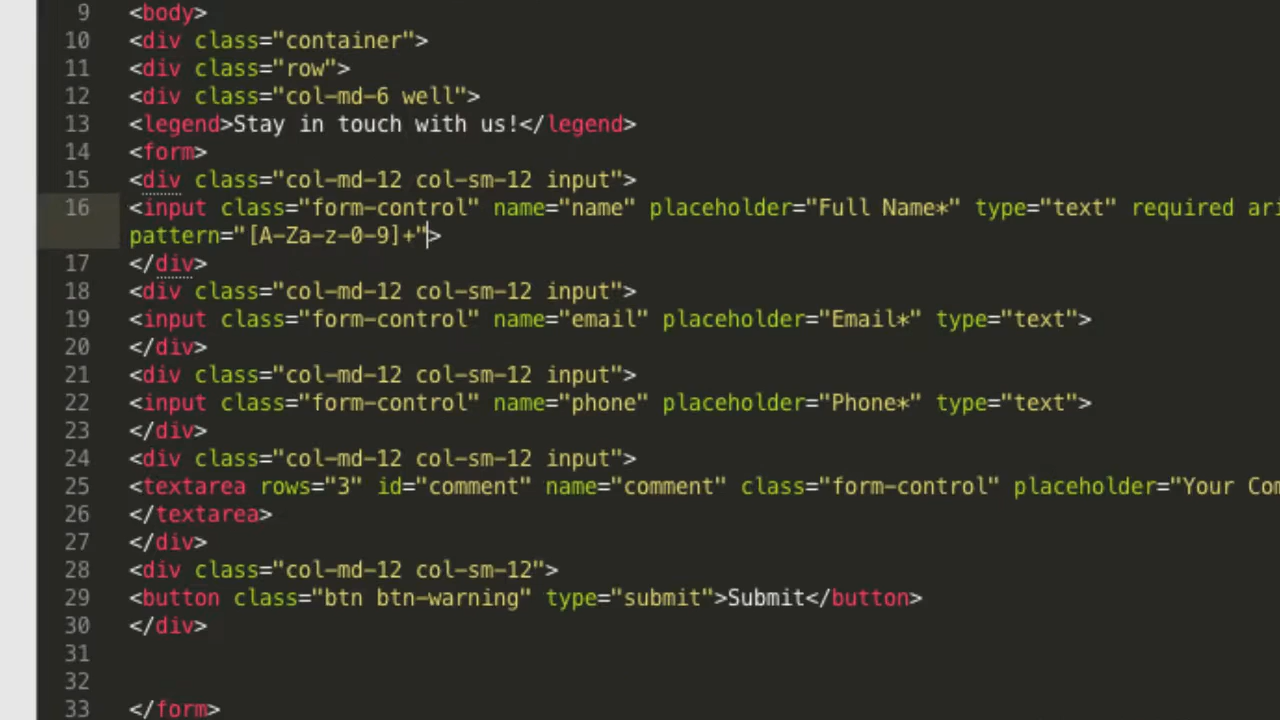 9 <body>
10 <div class="container">
11 <div class="row">
12 <div class="col-md-6 well">
13 <legend>Stay in touch with us!</legend>
14 <form>
15 <div class="col-md-12 col-sm-12 input">
16 <input class="form-control" name="name" placeholder="Full Name*" type="text" required ari
pattern="[A-Za-z-0-9]+">
17 </div>
18 <div class="col-md-12 col-sm-12 input">
19 <input class="form-control" name="email" placeholder="Email*" type="text">
20 </div>
21 <div class="col-md-12 col-sm-12 input">
22 <input class="form-control" name="phone" placeholder="Phone*" type="text">
23 </div>
24 <div class="col-md-12 col-sm-12 input">
25 <textarea rows="3" id="comment" name="comment" class="form-control" placeholder="Your Com
26 </textarea>
27 </div>
28 <div class="col-md-12 col-sm-12">
29 <button class="btn btn-warning" type="submit">Submit</button>
30 </div>
31
32
33 </form>